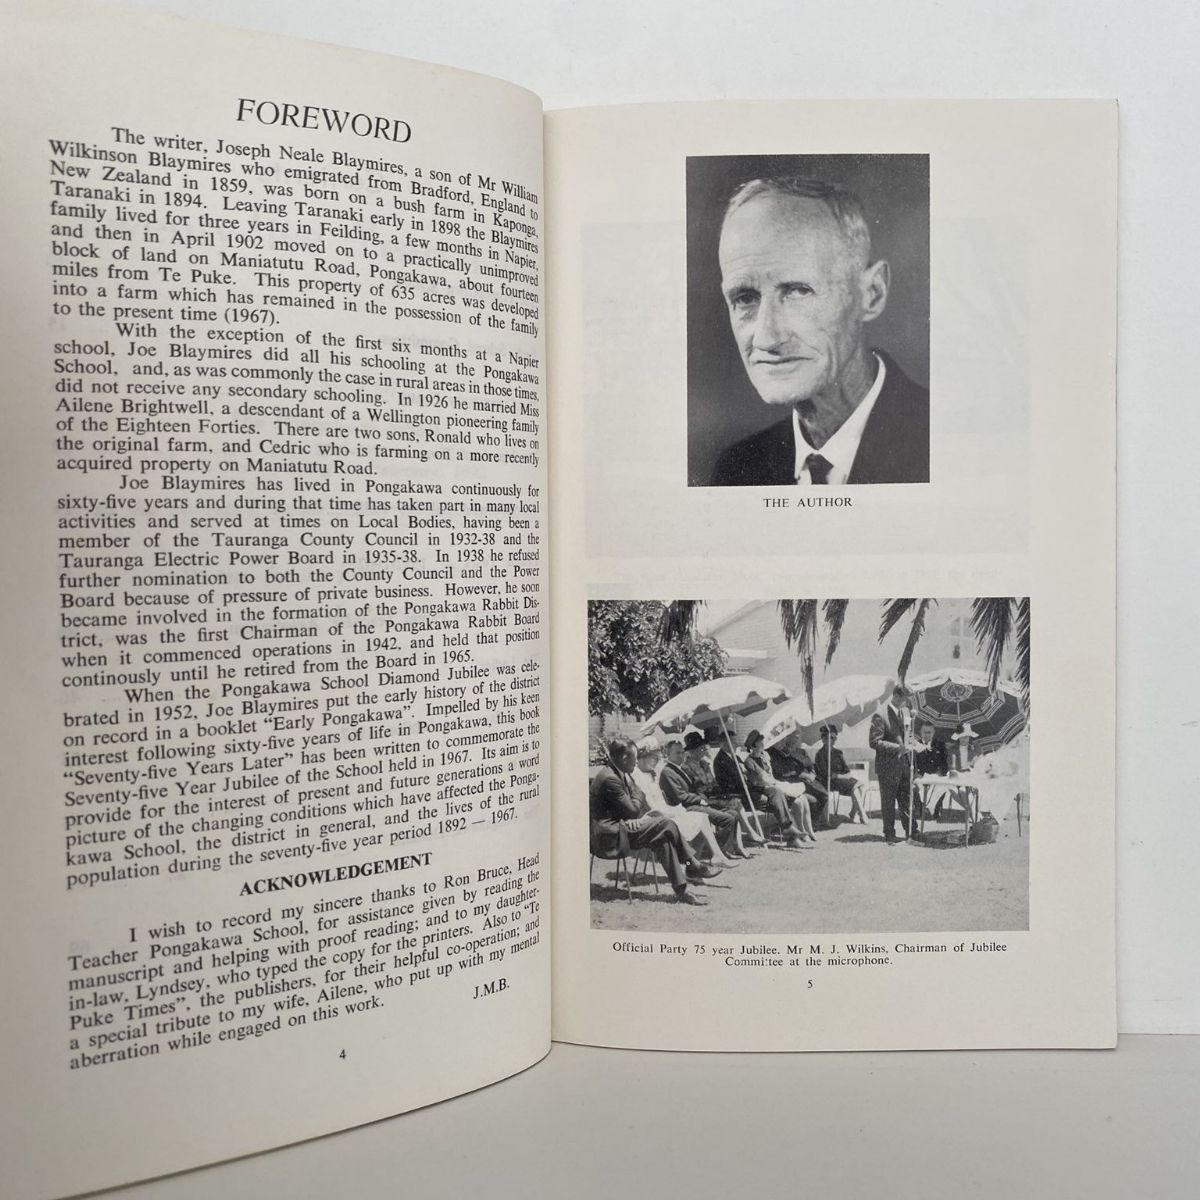 FOREWORD
The writer, Joseph Neale Blaymires, a son of Mr William
Wilkinson Blaymires who emigrated from Bradford, England to
New Zealand in 1859, was born on a bush farm in Kaponga,
Taranaki in 1894. Leaving Taranaki early in 1898 the Blaymires
family lived for three years in Feilding, a few months in Napier,
and then in April 1902 moved on to a practically unimproved
block of land on Maniatutu Road, Pongakawa, about fourteen
miles from Te Puke. This property of 635 acres was developed
into a farm which has remained in the possession of the family
to the present time (1967).
With the exception of the first six months at a Napier
school, Joe Blaymires did all his schooling at the Pongakawa
School, and, as was commonly the case in rural areas in those times,
did not receive any secondary schooling. In 1926 he married Miss
Ailene Brightwell, a descendant of a Wellington pioneering family
of the Eighteen Forties. There are two sons, Ronald who lives on
the original farm, and Cedric who is farming on a more recently
acquired property on Maniatutu Road.
Joe Blaymires has lived in Pongakawa continuously for
sixty-five years and during that time has taken part in many local
activities and served at times on Local Bodies, having been a
member of the Tauranga County Council in 1932-38 and the
Tauranga Electric Power Board in 1935-38. In 1938 he refused
further nomination to both the County Council and the Power
Board because of pressure of private business. However, he soon
became involved in the formation of the Pongakawa Rabbit Dis-
trict, was the first Chairman of the Pongakawa Rabbit Board
when it commenced operations in 1942, and held that position
continously until he retired from the Board in 1965.
When the Pongakawa School Diamond Jubilee was cele-
brated in 1952, Joe Blaymires put the early history of the district
on record in a booklet "Early Pongakawa". Impelled by his keen
interest following sixty-five years of life in Pongakawa, this book
"Seventy-five Years Later" has been written to commemorate the
Seventy-five Year Jubilee of the School held in 1967. Its aim is to
provide for the interest of present and future generations a word
picture of the changing conditions which have affected the Ponga-
kawa School, the district in general, and the lives of the rural
population during the seventy-five year period 1892 — 1967.
ACKNOWLEDGEMENT
I wish to record my sincere thanks to Ron Bruce, Head
Teacher Pongakawa School, for assistance given by reading the
manuscript and helping with proof reading; and to my daughter-
in-law, Lyndsey, who typed the copy for the printers. Also to "Te
Puke Times", the publishers, for their helpful co-operation; and
a special tribute to my wife, Ailene, who put up with my mental
aberration while engaged on this work.
J.M.B.
4
THE AUTHOR
Official Party 75 year Jubilee. Mr M. J. Wilkins, Chairman of Jubilee
Committee at the microphone.
5